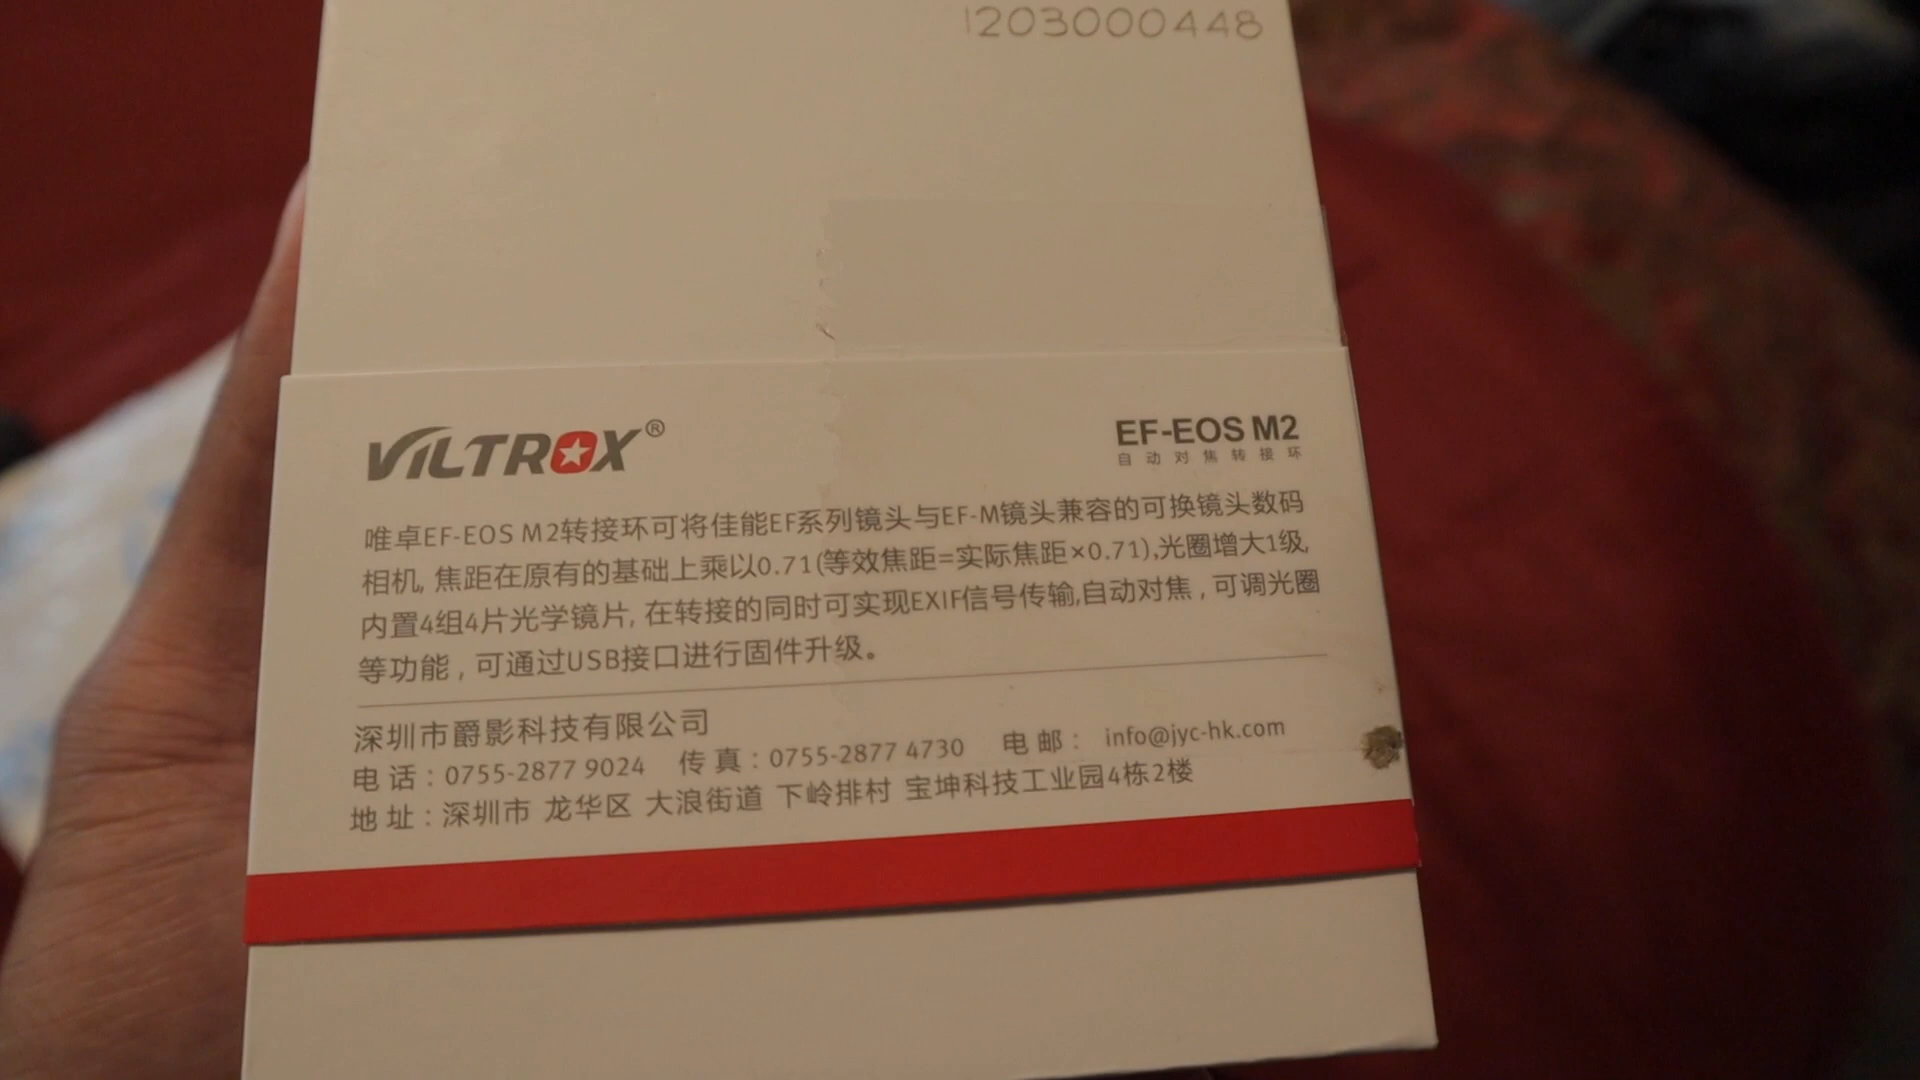 1203000448
VILTROX®
EF-EOS M2
自动对焦转接环
唯卓EF-EOS M2转接环可将佳能EF系列镜头与EF-M镜头兼容的可换镜头数码
相机, 焦距在原有的基础上乘以0.71(等效焦距=实际焦距×0.71),光圈增大1级,
内置4组4片光学镜片, 在转接的同时可实现EXIF信号传输,自动对焦 , 可调光圈
等功能 , 可通过USB接口进行固件升级。
深圳市爵影科技有限公司
电 话 : 0755-2877 9024 传 真 : 0755-2877 4730 电 邮 : info@jyc-hk.com
地 址 : 深圳市 龙华区 大浪街道 下岭排村 宝坤科技工业园4栋2楼